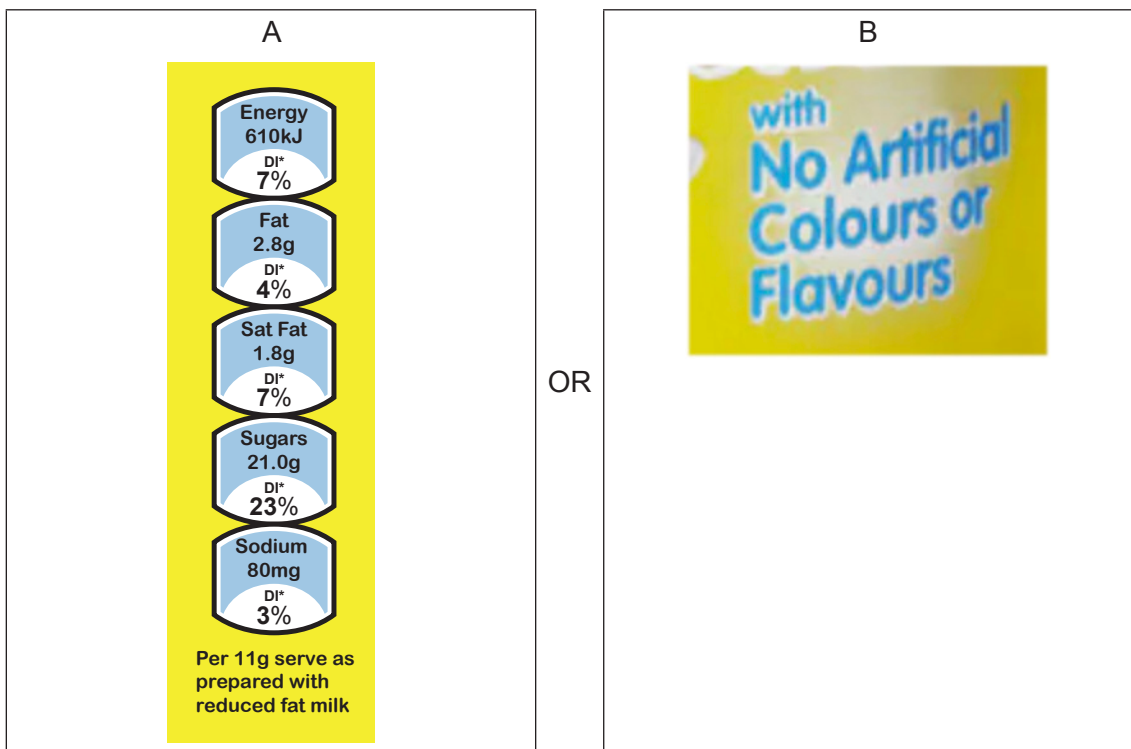 A
Energy
610kJ
DI*
7%
Fat
2.8g
DI*
4%
Sat Fat
1.8g
DI*
7%
Sugars
21.0g
DI*
23%
Sodium
80mg
DI*
3%
Per 11g serve as
prepared with
reduced fat milk
OR
B
with
No Artificial
Colours or
Flavours